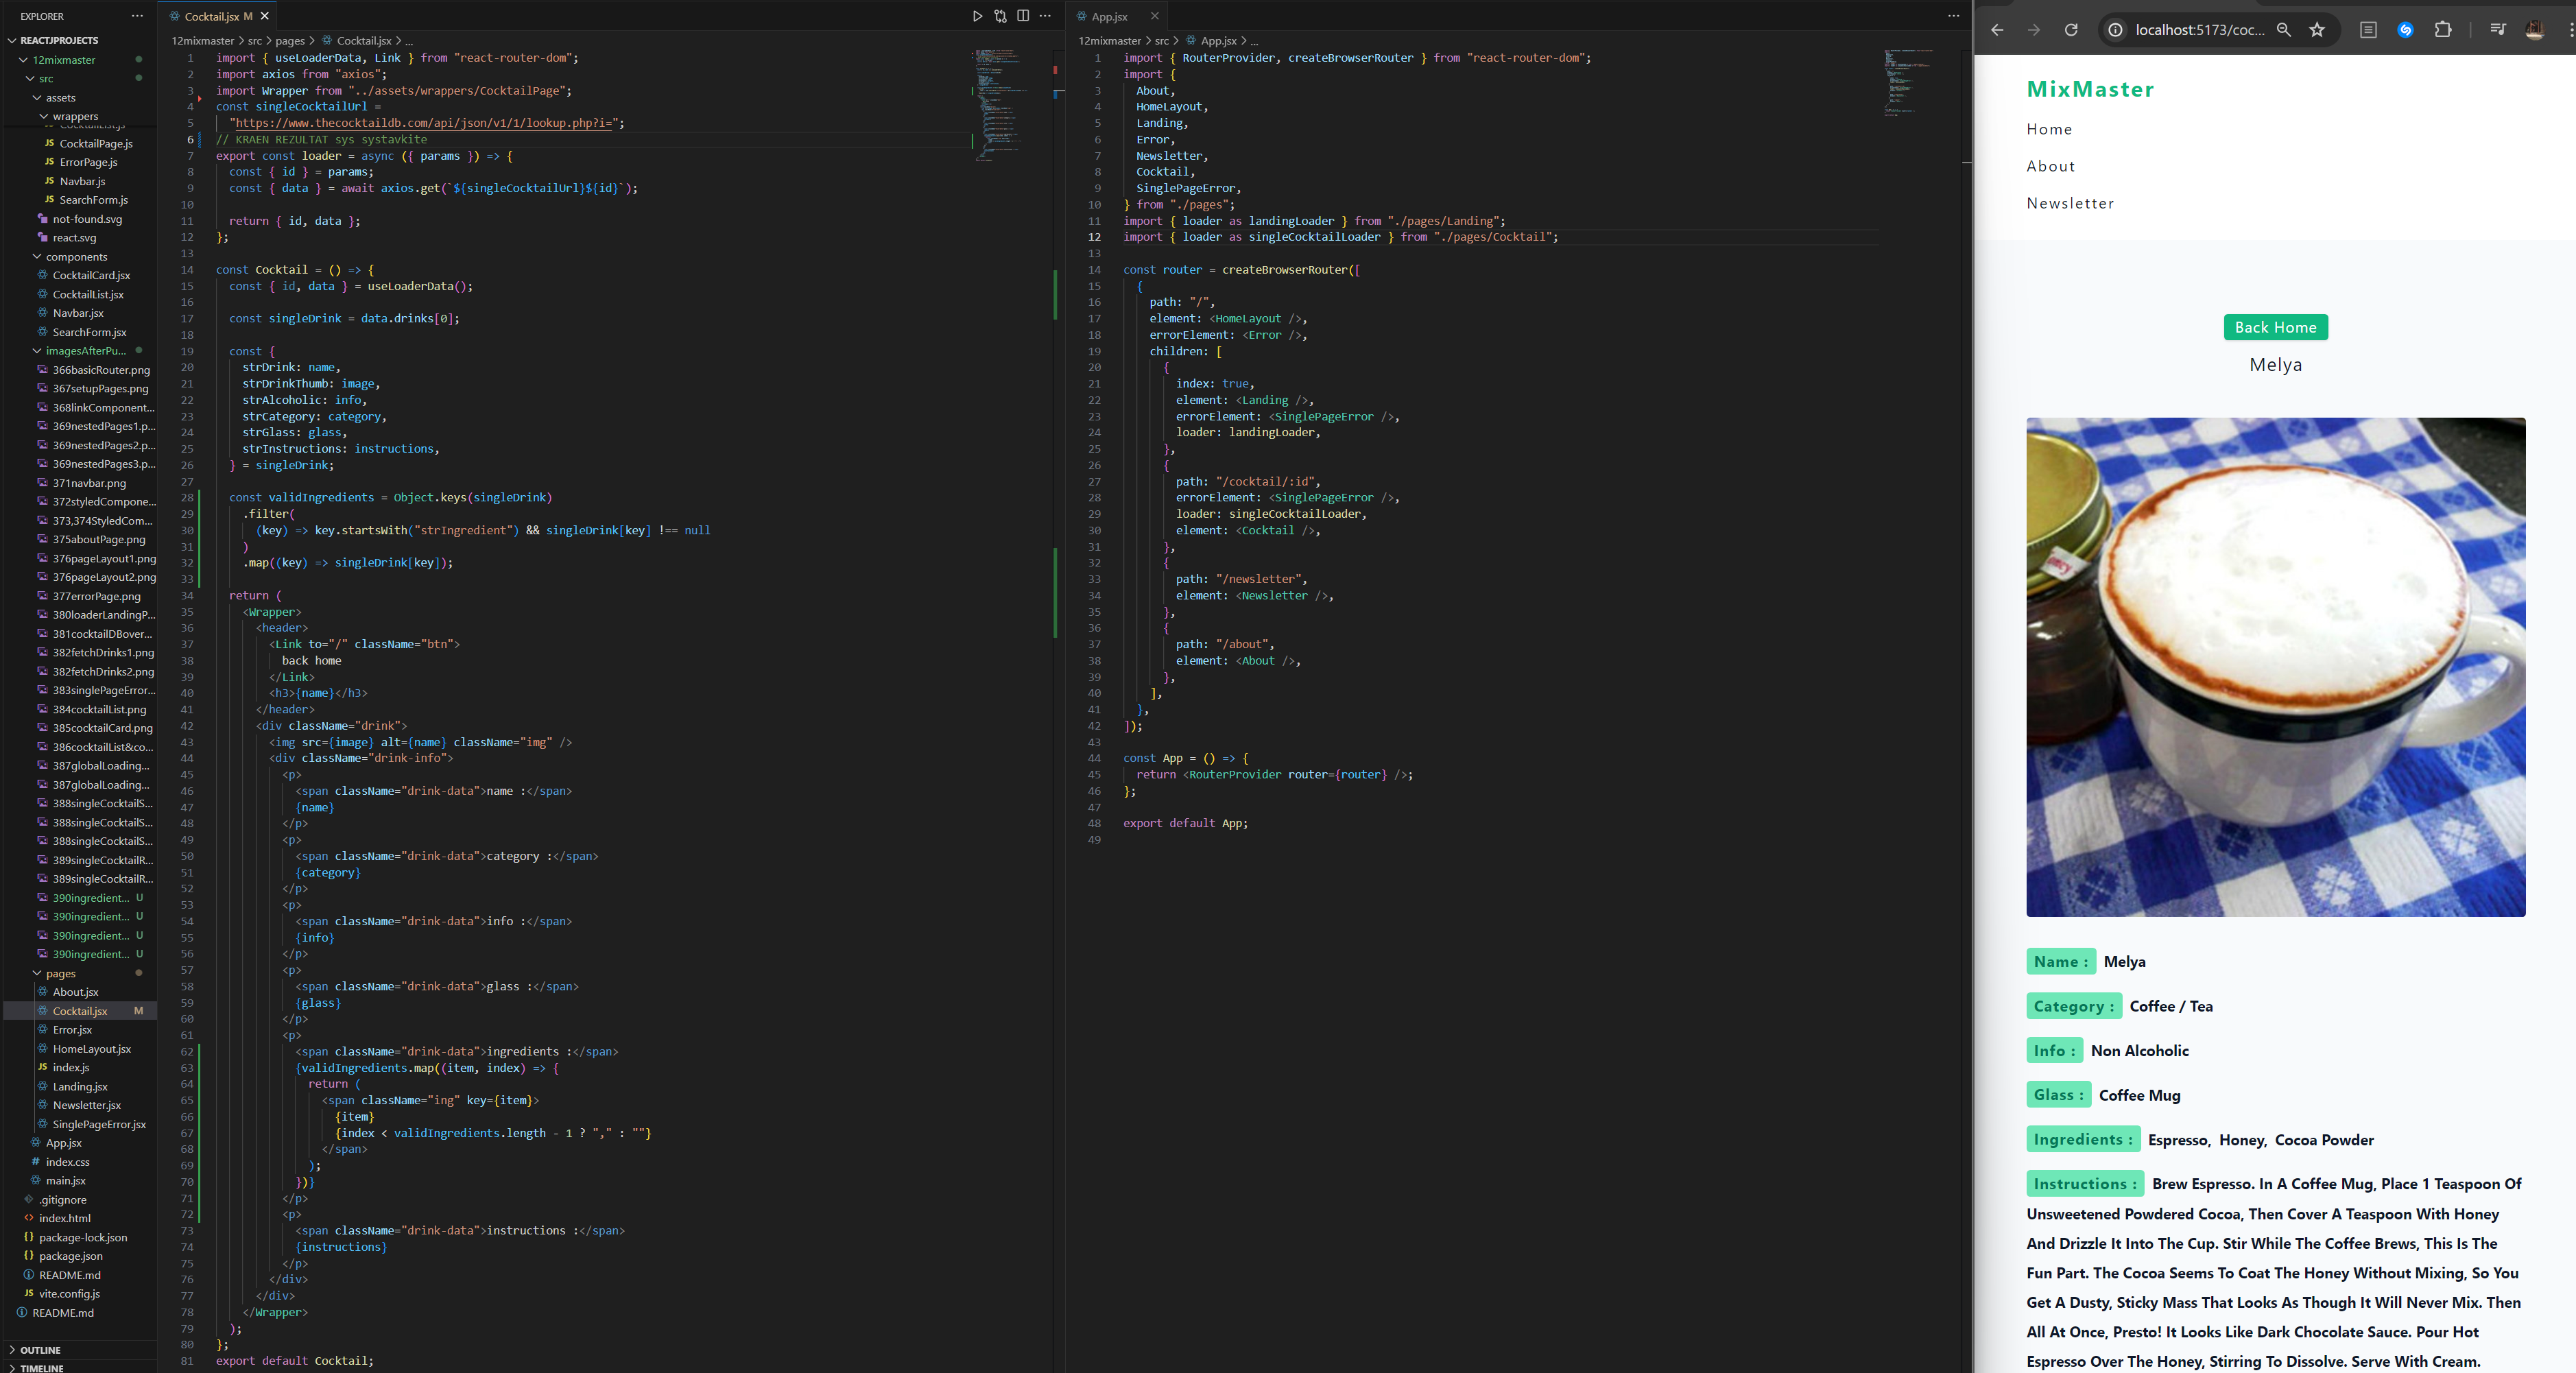 EXPLORER
REACTJPROJECTS
12mixmaster
src
assets
wrappers
CocktailList.js
CocktailPage.js
ErrorPage.js
Navbar.js
SearchForm.js
not-found.svg
react.svg
components
CocktailCard.jsx
CocktailList.jsx
Navbar.jsx
SearchForm.jsx
imagesAfterPu...
366basicRouter.png
367setupPages.png
368linkComponent...
369nestedPages1.p...
369nestedPages2.p...
369nestedPages3.p...
371navbar.png
372styledCompone...
373,374StyledCom...
375aboutPage.png
376pageLayout1.png
376pageLayout2.png
377errorPage.png
380loaderLandingP...
381cocktailDBover...
382fetchDrinks1.png
382fetchDrinks2.png
383singlePageError...
384cocktailList.png
385cocktailCard.png
386cocktailList&co...
387globalLoading...
387globalLoading...
388singleCocktailS...
388singleCocktailS...
388singleCocktailS...
389singleCocktailR...
389singleCocktailR...
390ingredient... U
390ingredient... U
390ingredient... U
390ingredient... U
pages
About.jsx
Cocktail.jsx M
Error.jsx
HomeLayout.jsx
index.js
Landing.jsx
Newsletter.jsx
SinglePageError.jsx
App.jsx
index.css
main.jsx
.gitignore
index.html
package-lock.json
package.json
README.md
vite.config.js
README.md
OUTLINE
TIMELINE
Cocktail.jsx M
12mixmaster > src > pages > Cocktail.jsx > ...
1 import { useLoaderData, Link } from "react-router-dom";
2 import axios from "axios";
3 import Wrapper from "../assets/wrappers/CocktailPage";
4 const singleCocktailUrl =
5 "https://www.thecocktaildb.com/api/json/v1/1/lookup.php?i=";
6 // KRAEN REZULTAT sys systavkite
7 export const loader = async ({ params }) => {
8 const { id } = params;
9 const { data } = await axios.get(`${singleCocktailUrl}${id}`);
10
11 return { id, data };
12 };
13
14 const Cocktail = () => {
15 const { id, data } = useLoaderData();
16
17 const singleDrink = data.drinks[0];
18
19 const {
20 strDrink: name,
21 strDrinkThumb: image,
22 strAlcoholic: info,
23 strCategory: category,
24 strGlass: glass,
25 strInstructions: instructions,
26 } = singleDrink;
27
28 const validIngredients = Object.keys(singleDrink)
29 .filter(
30 (key) => key.startsWith("strIngredient") && singleDrink[key] !== null
31 )
32 .map((key) => singleDrink[key]);
33
34 return (
35 <Wrapper>
36 <header>
37 <Link to="/" className="btn">
38 back home
39 </Link>
40 <h3>{name}</h3>
41 </header>
42 <div className="drink">
43 <img src={image} alt={name} className="img" />
44 <div className="drink-info">
45 <p>
46 <span className="drink-data">name :</span>
47 {name}
48 </p>
49 <p>
50 <span className="drink-data">category :</span>
51 {category}
52 </p>
53 <p>
54 <span className="drink-data">info :</span>
55 {info}
56 </p>
57 <p>
58 <span className="drink-data">glass :</span>
59 {glass}
60 </p>
61 <p>
62 <span className="drink-data">ingredients :</span>
63 {validIngredients.map((item, index) => {
64 return (
65 <span className="ing" key={item}>
66 {item}
67 {index < validIngredients.length - 1 ? "," : ""}
68 </span>
69 );
70 })}
71 </p>
72 <p>
73 <span className="drink-data">instructions :</span>
74 {instructions}
75 </p>
76 </div>
77 </div>
78 </Wrapper>
79 );
80 };
81 export default Cocktail;
App.jsx
12mixmaster > src > App.jsx > ...
1 import { RouterProvider, createBrowserRouter } from "react-router-dom";
2 import {
3 About,
4 HomeLayout,
5 Landing,
6 Error,
7 Newsletter,
8 Cocktail,
9 SinglePageError,
10 } from "./pages";
11 import { loader as landingLoader } from "./pages/Landing";
12 import { loader as singleCocktailLoader } from "./pages/Cocktail";
13
14 const router = createBrowserRouter([
15 {
16 path: "/",
17 element: <HomeLayout />,
18 errorElement: <Error />,
19 children: [
20 {
21 index: true,
22 element: <Landing />,
23 errorElement: <SinglePageError />,
24 loader: landingLoader,
25 },
26 {
27 path: "/cocktail/:id",
28 errorElement: <SinglePageError />,
29 loader: singleCocktailLoader,
30 element: <Cocktail />,
31 },
32 {
33 path: "/newsletter",
34 element: <Newsletter />,
35 },
36 {
37 path: "/about",
38 element: <About />,
39 },
40 ],
41 },
42 ]);
43
44 const App = () => {
45 return <RouterProvider router={router} />;
46 };
47
48 export default App;
49
localhost:5173/coc...
MixMaster
Home
About
Newsletter
Back Home
Melya
Name : Melya
Category : Coffee / Tea
Info : Non Alcoholic
Glass : Coffee Mug
Ingredients : Espresso, Honey, Cocoa Powder
Instructions : Brew Espresso. In A Coffee Mug, Place 1 Teaspoon Of
Unsweetened Powdered Cocoa, Then Cover A Teaspoon With Honey
And Drizzle It Into The Cup. Stir While The Coffee Brews, This Is The
Fun Part. The Cocoa Seems To Coat The Honey Without Mixing, So You
Get A Dusty, Sticky Mass That Looks As Though It Will Never Mix. Then
All At Once, Presto! It Looks Like Dark Chocolate Sauce. Pour Hot
Espresso Over The Honey, Stirring To Dissolve. Serve With Cream.